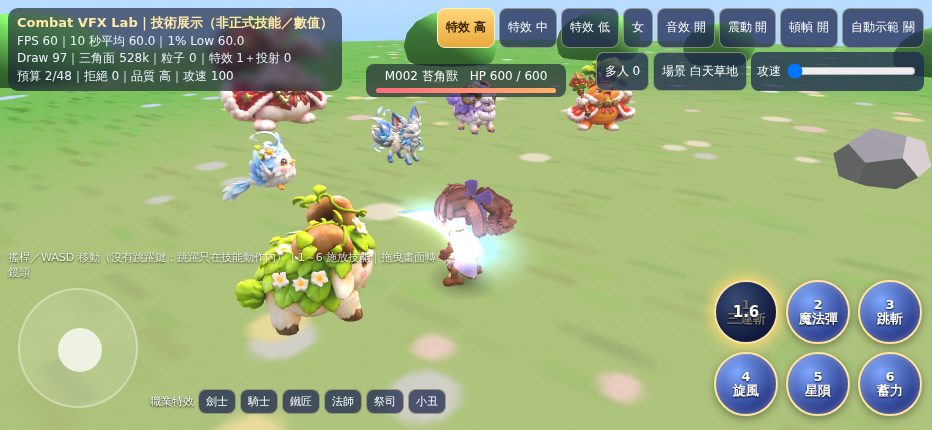 Combat VFX Lab｜技術展示（非正式技能／數值）
FPS 60｜10 秒平均 60.0｜1% Low 60.0
Draw 97｜三角面 528k｜粒子 0｜特效 1＋投射 0
預算 2/48｜拒絕 0｜品質 高｜攻速 100
特效 高
特效 中
特效 低
女
音效 開
震動 開
頓幀 開
自動示範 關
M002 苔角獸 HP 600 / 600
多人 0
場景 白天草地
攻速
搖桿／WASD 移動（沒有跳躍鍵；跳躍只在技能動作內）｜1～6 施放技能｜拖曳畫面轉
鏡頭
1.6
三連斬
2
魔法彈
3
跳斬
4
旋風
5
星隕
6
蓄力
職業特效
劍士
騎士
鐵匠
法師
祭司
小丑